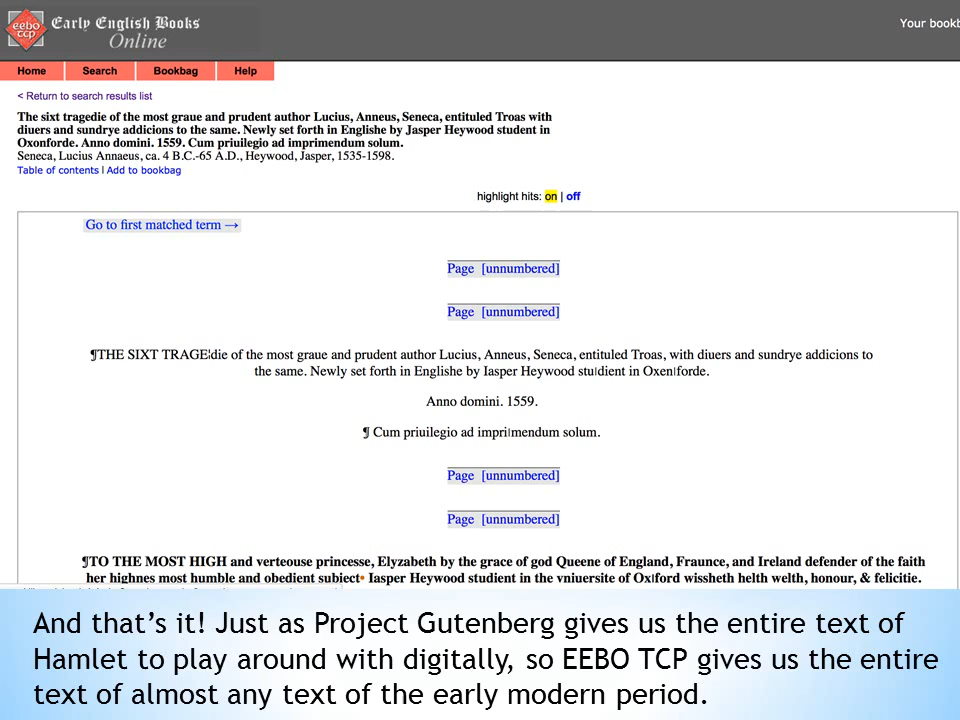 eebo
tcp
Early English Books
Online
Your bookb
Home Search Bookbag Help
< Return to search results list
The sixt tragedie of the most graue and prudent author Lucius, Anneus, Seneca, entituled Troas with
diuers and sundrye addicions to the same. Newly set forth in Englishe by Jasper Heywood student in
Oxonforde. Anno domini. 1559. Cum priuilegio ad imprimendum solum.
Seneca, Lucius Annaeus, ca. 4 B.C.-65 A.D., Heywood, Jasper, 1535-1598.
Table of contents | Add to bookbag
highlight hits: on | off
Go to first matched term →
Page [unnumbered]
Page [unnumbered]
¶THE SIXT TRAGE|die of the most graue and prudent author Lucius, Anneus, Seneca, entituled Troas, with diuers and sundrye addicions to
the same. Newly set forth in Englishe by Iasper Heywood stu|dient in Oxen|forde.
Anno domini. 1559.
¶ Cum priuilegio ad impri|mendum solum.
Page [unnumbered]
Page [unnumbered]
¶TO THE MOST HIGH and verteouse princesse, Elyzabeth by the grace of god Queene of England, Fraunce, and Ireland defender of the faith
her highnes most humble and obedient subiect• Iasper Heywood studient in the vniuersite of Ox|ford wissheth helth welth, honour, & felicitie.
And that's it! Just as Project Gutenberg gives us the entire text of
Hamlet to play around with digitally, so EEBO TCP gives us the entire
text of almost any text of the early modern period.